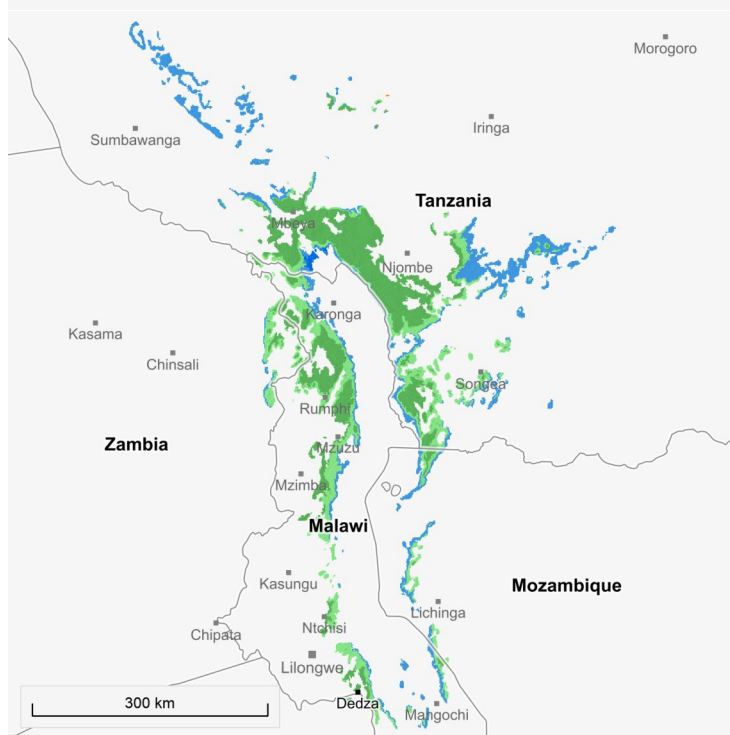 Morogoro
Iringa
Sumbawanga
Tanzania
Mbeya
Njombe
Karonga
Kasama
Chinsali
Songea
Rumphi
Zambia
Mzuzu
Mzimba
Malawi
Kasungu
Mozambique
Lichinga
Chipata
Ntchisi
Lilongwe
300 km
Dedza
Mangochi